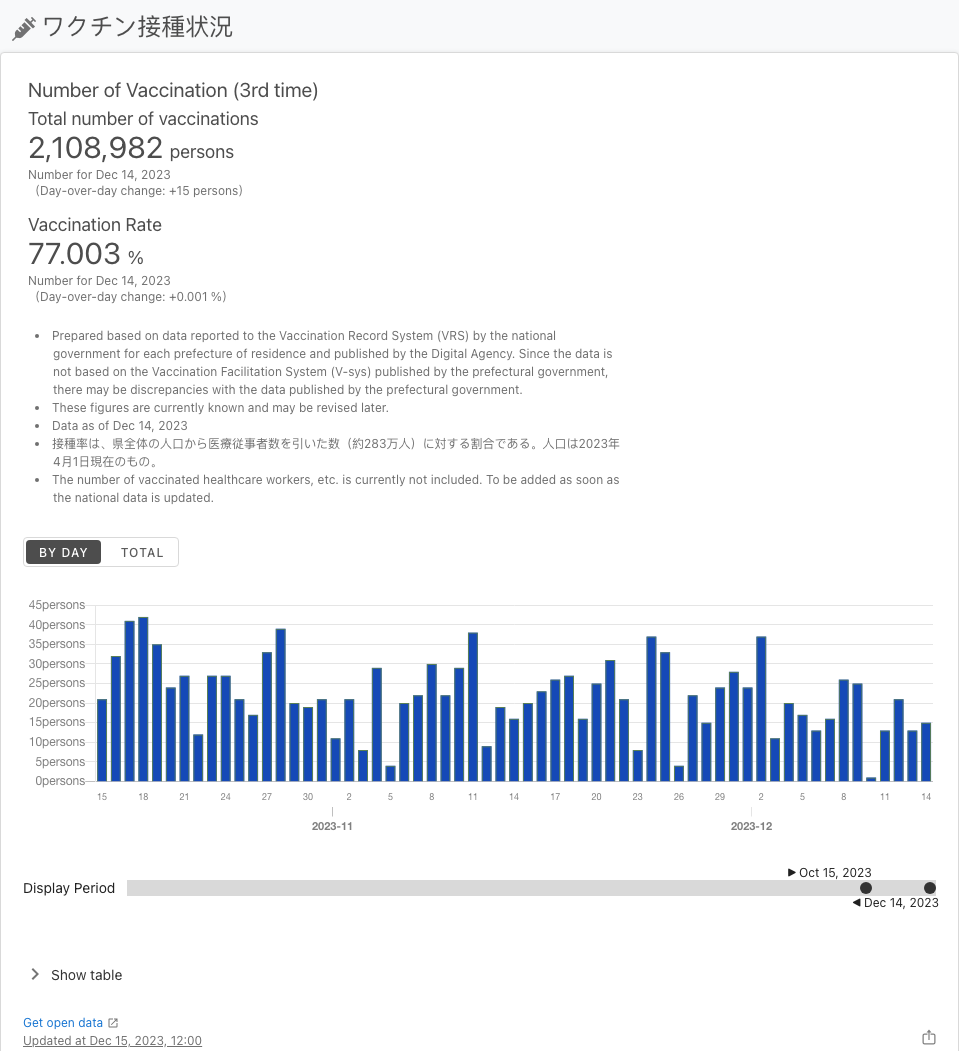 ワクチン接種状況
Number of Vaccination (3rd time)
Total number of vaccinations
2,108,982 persons
Number for Dec 14, 2023
(Day-over-day change: +15 persons)
Vaccination Rate
77.003 %
Number for Dec 14, 2023
(Day-over-day change: +0.001 %)
• Prepared based on data reported to the Vaccination Record System (VRS) by the national
government for each prefecture of residence and published by the Digital Agency. Since the data is
not based on the Vaccination Facilitation System (V-sys) published by the prefectural government,
there may be discrepancies with the data published by the prefectural government.
• These figures are currently known and may be revised later.
• Data as of Dec 14, 2023
• 接種率は、県全体の人口から医療従事者数を引いた数（約283万人）に対する割合である。人口は2023年
4月1日現在のもの。
• The number of vaccinated healthcare workers, etc. is currently not included. To be added as soon as
the national data is updated.
BY DAY TOTAL
45persons
40persons
35persons
30persons
25persons
20persons
15persons
10persons
5persons
0persons
15 18 21 24 27 30 2 5 8 11 14 17 20 23 26 29 2 5 8 11 14
2023-11 2023-12
Oct 15, 2023
Display Period
Dec 14, 2023
Show table
Get open data
Updated at Dec 15, 2023, 12:00